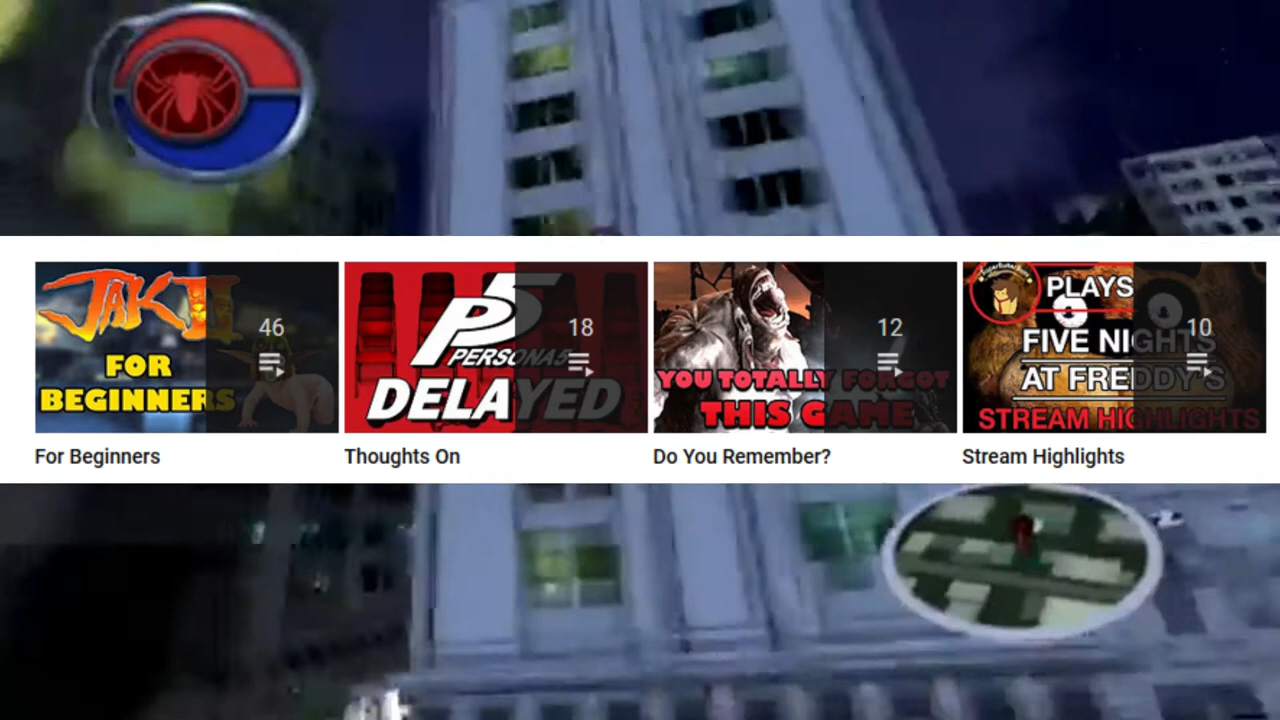 JAK II
FOR
BEGINNERS
46
For Beginners
P5
PERSONA5
DELAYED
18
Thoughts On
YOU TOTALLY FORGOT
THIS GAME
12
Do You Remember?
PLAYS
FIVE NIGHTS
AT FREDDY'S
STREAM HIGHLIGHTS
10
Stream Highlights